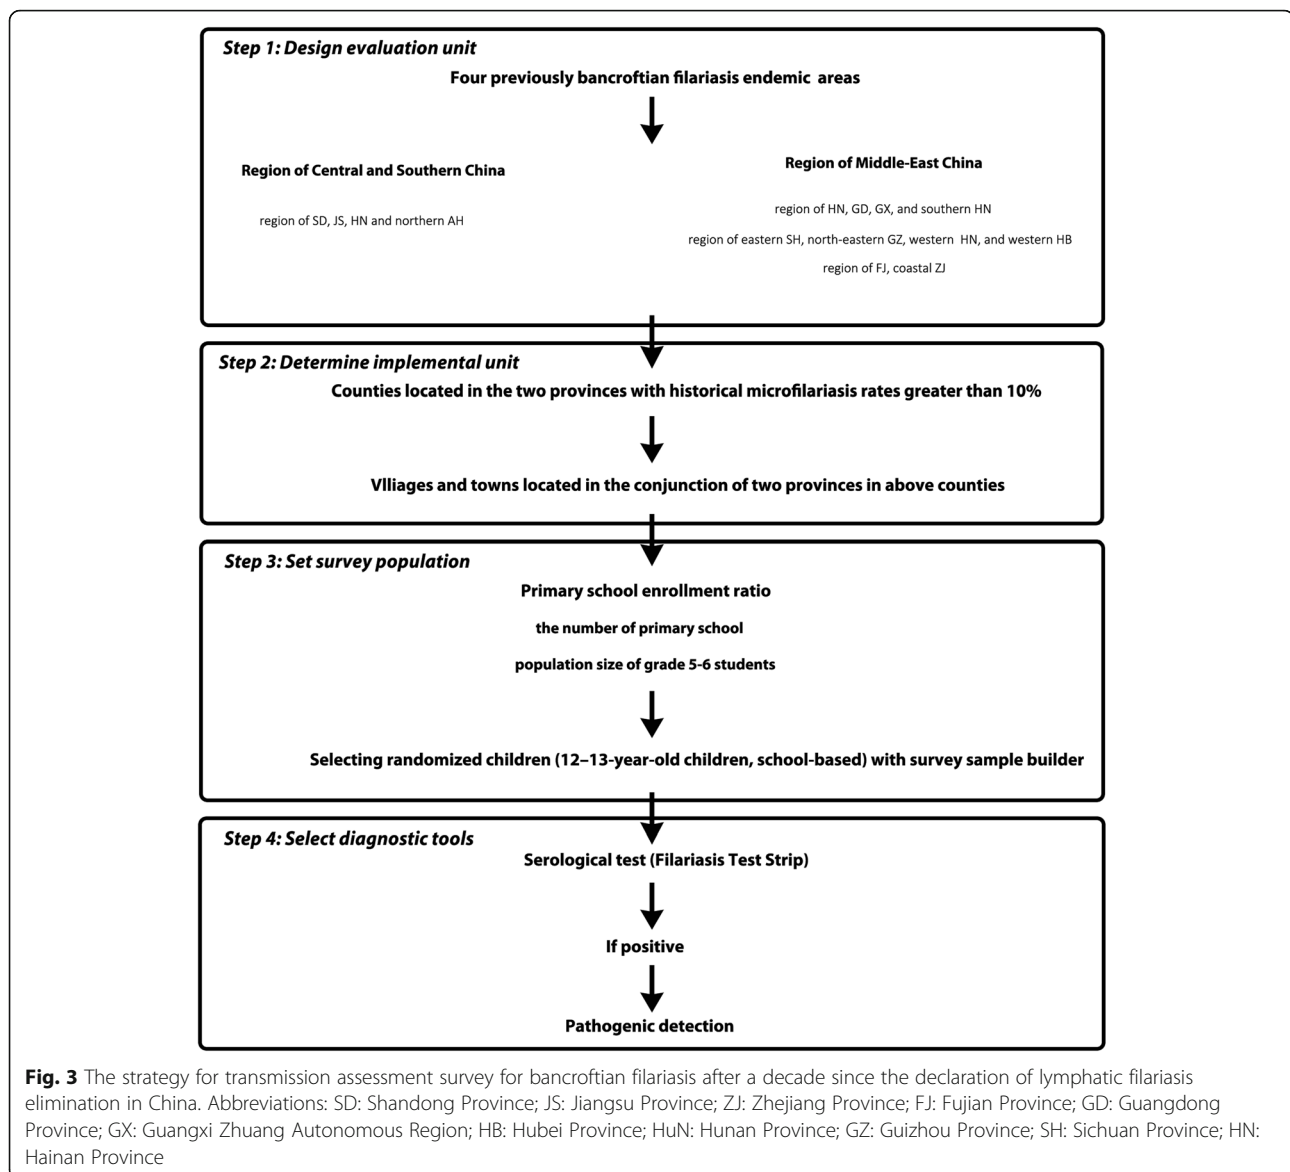 Step 1: Design evaluation unit
Four previously bancroftian filariasis endemic areas
Region of Central and Southern China
region of SD, JS, HN and northern AH
Region of Middle-East China
region of HN, GD, GX, and southern HN
region of eastern SH, north-eastern GZ, western HN, and western HB
region of FJ, coastal ZJ
Step 2: Determine implemental unit
Counties located in the two provinces with historical microfilariasis rates greater than 10%
Vlliages and towns located in the conjunction of two provinces in above counties
Step 3: Set survey population
Primary school enrollment ratio
the number of primary school
population size of grade 5-6 students
Selecting randomized children (12–13-year-old children, school-based) with survey sample builder
Step 4: Select diagnostic tools
Serological test (Filariasis Test Strip)
If positive
Pathogenic detection
Fig. 3 The strategy for transmission assessment survey for bancroftian filariasis after a decade since the declaration of lymphatic filariasis
elimination in China. Abbreviations: SD: Shandong Province; JS: Jiangsu Province; ZJ: Zhejiang Province; FJ: Fujian Province; GD: Guangdong
Province; GX: Guangxi Zhuang Autonomous Region; HB: Hubei Province; HuN: Hunan Province; GZ: Guizhou Province; SH: Sichuan Province; HN:
Hainan Province